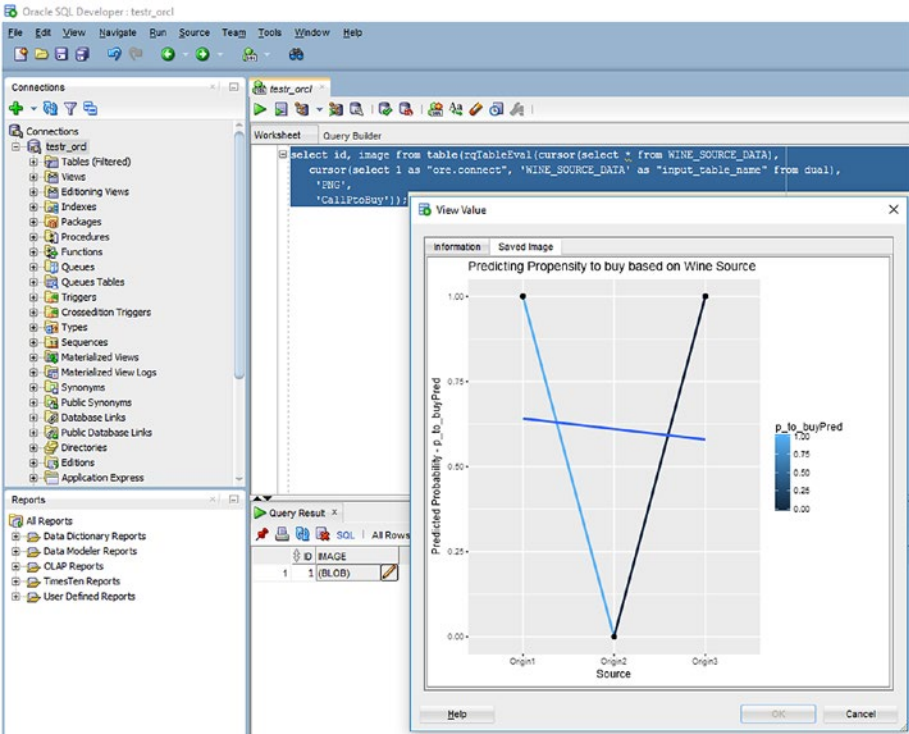 Oracle SQL Developer : testr_orcl
File Edit View Navigate Run Source Team Tools Window Help
Connections
Connections
testr_orcl
Tables (Filtered)
Views
Editioning Views
Indexes
Packages
Procedures
Functions
Queues
Queues Tables
Triggers
Crossedition Triggers
Types
Sequences
Materialized Views
Materialized View Logs
Synonyms
Public Synonyms
Database Links
Public Database Links
Directories
Editions
Application Express
Reports
All Reports
Data Dictionary Reports
Data Modeler Reports
OLAP Reports
TimesTen Reports
User Defined Reports
testr_orcl
Worksheet Query Builder
select id, image from table(rqTableEval(cursor(select * from WINE_SOURCE_DATA),
cursor(select 1 as "ore.connect", 'WINE_SOURCE_DATA' as "input_table_name" from dual),
'PNG',
'CallPtoBuy'));
Query Result
SQL | All Rows
ID IMAGE
1 1 (BLOB)
View Value
Information Saved Image
Predicting Propensity to buy based on Wine Source
Predicted Probability - p_to_buyPred
1.00
0.75
0.50
0.25
0.00
Origin1 Origin2 Origin3
Source
p_to_buyPred
1.00
0.75
0.50
0.25
0.00
Help OK Cancel